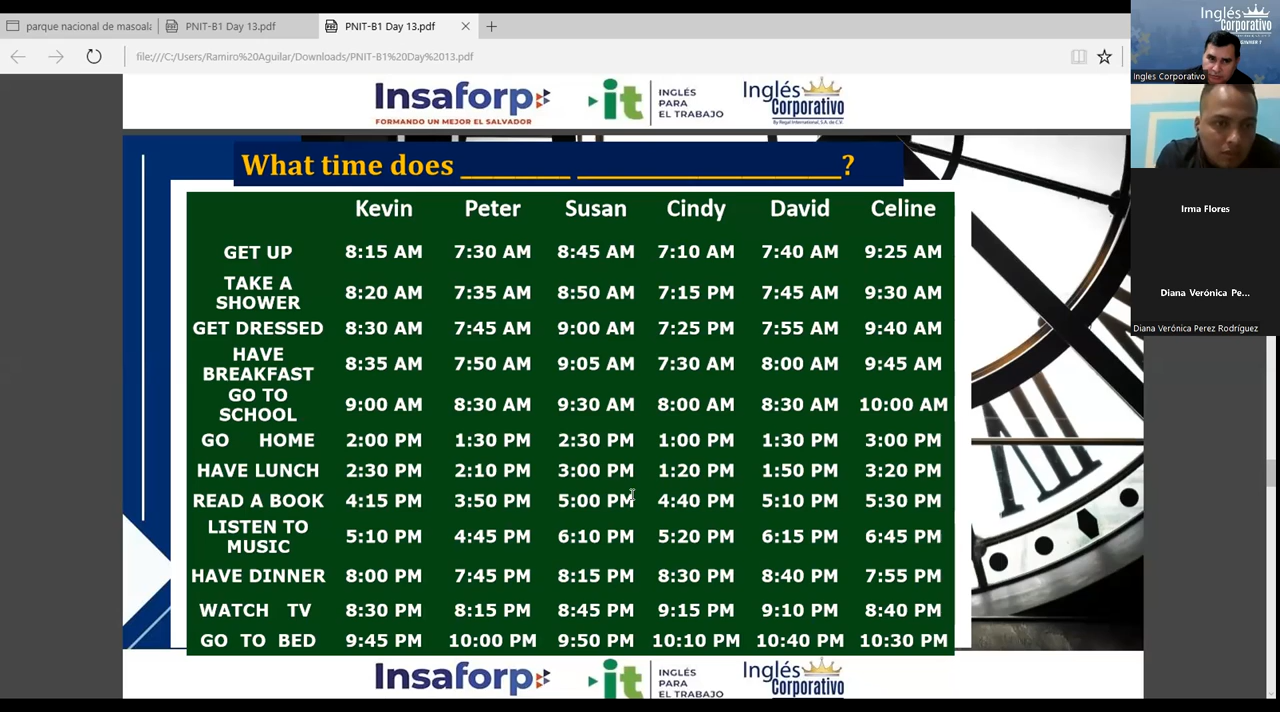 parque nacional de masoala
PNIT-B1 Day 13.pdf
PNIT-B1 Day 13.pdf
file:///C:/Users/Ramiro%20Aguilar/Downloads/PNIT-B1%20Day%2013.pdf
Insaforp
FORMANDO UN MEJOR EL SALVADOR
it
INGLÉS
PARA
EL TRABAJO
Inglés
Corporativo
By Regal International, S.A. de C.V.
What time does __________ ________________________?
Kevin Peter Susan Cindy David Celine
GET UP 8:15 AM 7:30 AM 8:45 AM 7:10 AM 7:40 AM 9:25 AM
TAKE A
SHOWER 8:20 AM 7:35 AM 8:50 AM 7:15 PM 7:45 AM 9:30 AM
GET DRESSED 8:30 AM 7:45 AM 9:00 AM 7:25 PM 7:55 AM 9:40 AM
HAVE
BREAKFAST 8:35 AM 7:50 AM 9:05 AM 7:30 AM 8:00 AM 9:45 AM
GO TO
SCHOOL 9:00 AM 8:30 AM 9:30 AM 8:00 AM 8:30 AM 10:00 AM
GO HOME 2:00 PM 1:30 PM 2:30 PM 1:00 PM 1:30 PM 3:00 PM
HAVE LUNCH 2:30 PM 2:10 PM 3:00 PM 1:20 PM 1:50 PM 3:20 PM
READ A BOOK 4:15 PM 3:50 PM 5:00 PM 4:40 PM 5:10 PM 5:30 PM
LISTEN TO
MUSIC 5:10 PM 4:45 PM 6:10 PM 5:20 PM 6:15 PM 6:45 PM
HAVE DINNER 8:00 PM 7:45 PM 8:15 PM 8:30 PM 8:40 PM 7:55 PM
WATCH TV 8:30 PM 8:15 PM 8:45 PM 9:15 PM 9:10 PM 8:40 PM
GO TO BED 9:45 PM 10:00 PM 9:50 PM 10:10 PM 10:40 PM 10:30 PM
Insaforp
it
INGLÉS
PARA
EL TRABAJO
Inglés
Corporativo
Inglés
Corporativo
Ingles Corporativo
Irma Flores
Diana Verónica Pe...
Diana Verónica Perez Rodríguez